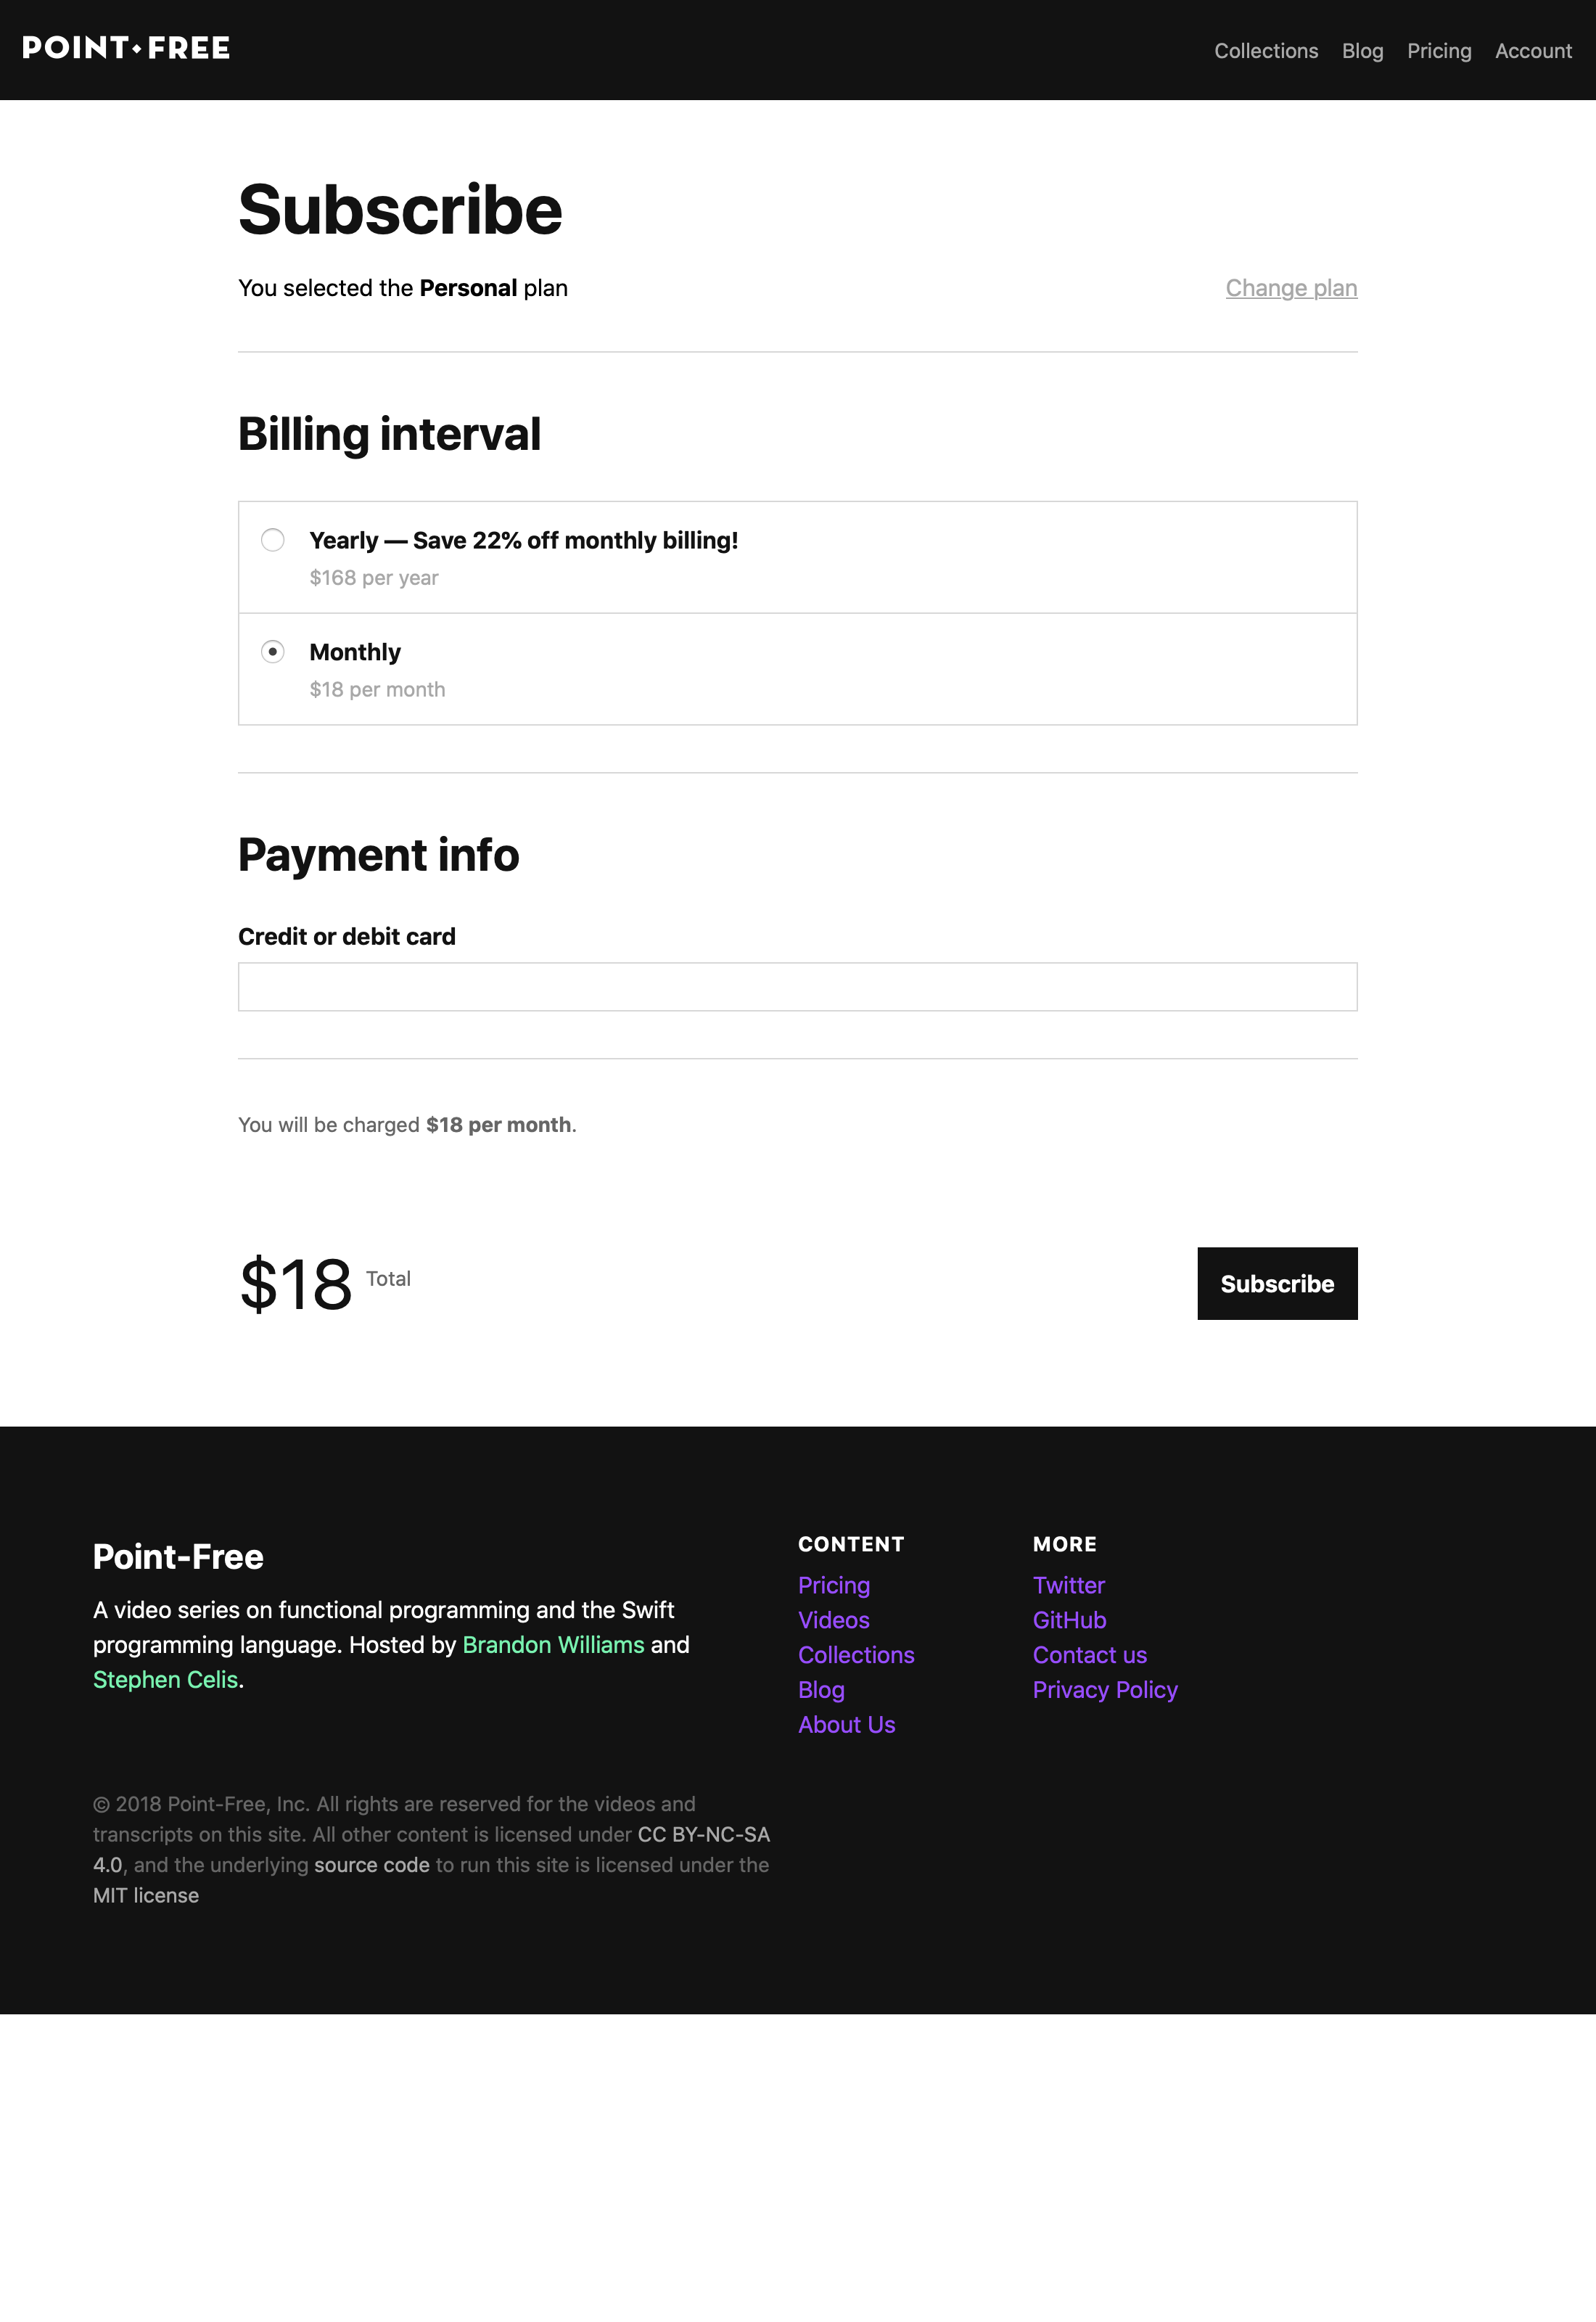 POINT FREE
Collections Blog Pricing Account
Subscribe
You selected the Personal plan
Change plan
Billing interval
Yearly — Save 22% off monthly billing!
$168 per year
Monthly
$18 per month
Payment info
Credit or debit card
You will be charged $18 per month.
$18 Total
Subscribe
Point-Free
A video series on functional programming and the Swift
programming language. Hosted by Brandon Williams and
Stephen Celis.
CONTENT
Pricing
Videos
Collections
Blog
About Us
MORE
Twitter
GitHub
Contact us
Privacy Policy
© 2018 Point-Free, Inc. All rights are reserved for the videos and
transcripts on this site. All other content is licensed under CC BY-NC-SA
4.0, and the underlying source code to run this site is licensed under the
MIT license